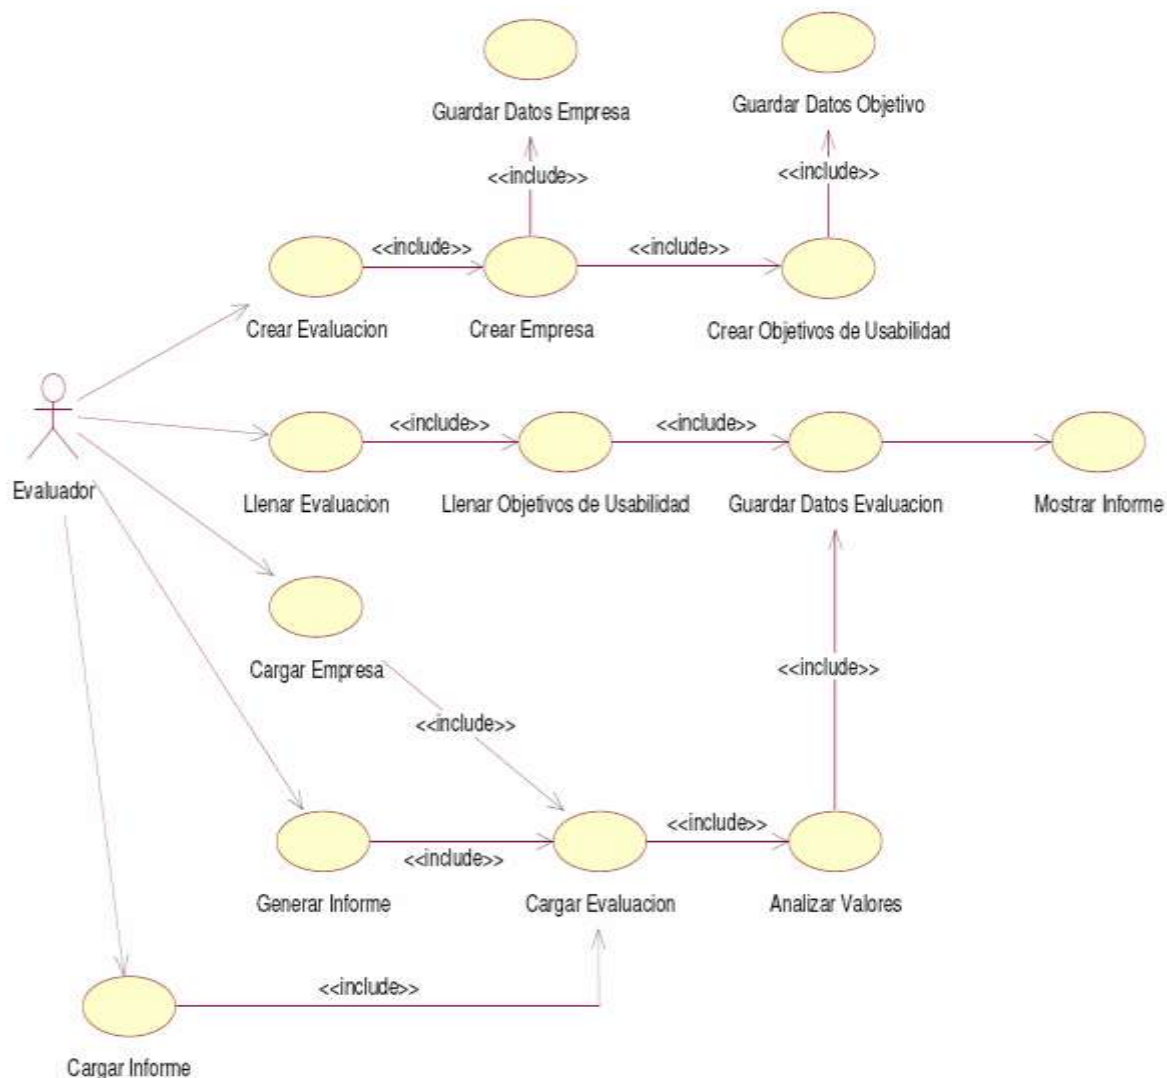 Guardar Datos Empresa
Guardar Datos Objetivo
<<include>>
<<include>>
<<include>>
<<include>>
Crear Evaluacion
Crear Empresa
Crear Objetivos de Usabilidad
<<include>>
<<include>>
Evaluador
Llenar Evaluacion
Llenar Objetivos de Usabilidad
Guardar Datos Evaluacion
Mostrar Informe
Cargar Empresa
<<include>>
<<include>>
<<include>>
<<include>>
Generar Informe
Cargar Evaluacion
Analizar Valores
<<include>>
Cargar Informe